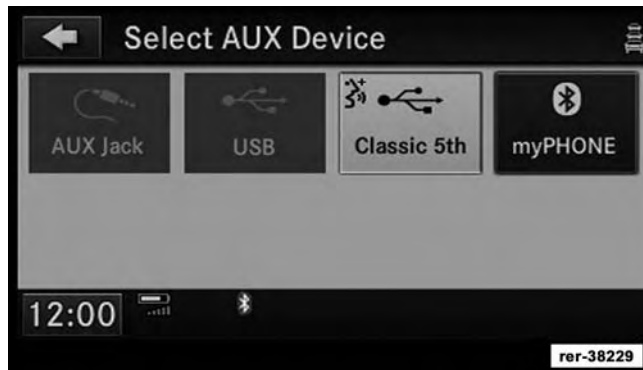 Select AUX Device
AUX Jack
USB
Classic 5th
myPHONE
12:00
rer-38229